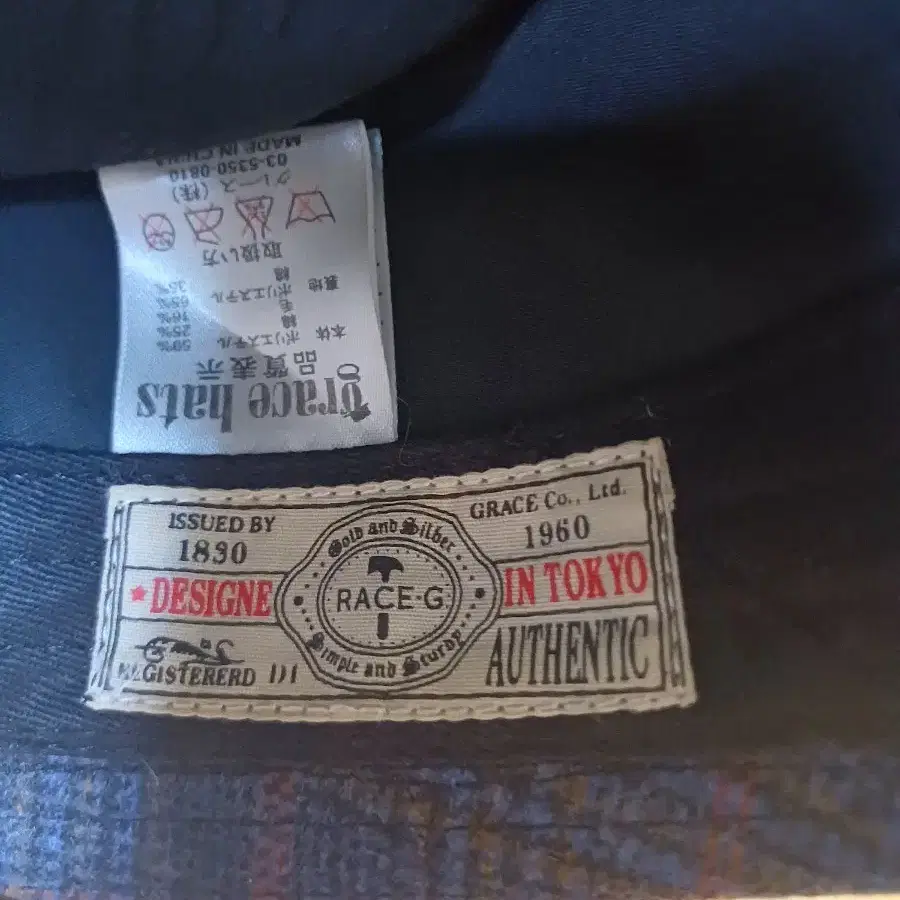 grace hats
品質表示
本体 ポリエステル 50%
綿 25%
毛 16%
裏地 ポリエステル 65%
綿 35%
取扱い方
グレース (株)
03-5350-0810
MADE IN CHINA
ISSUED BY
1890
★DESIGNE
REGISTERERD
Gold and Silber
RACE·G
Simple and Sturdy
GRACE Co., Ltd.
1960
IN TOKYO
AUTHENTIC